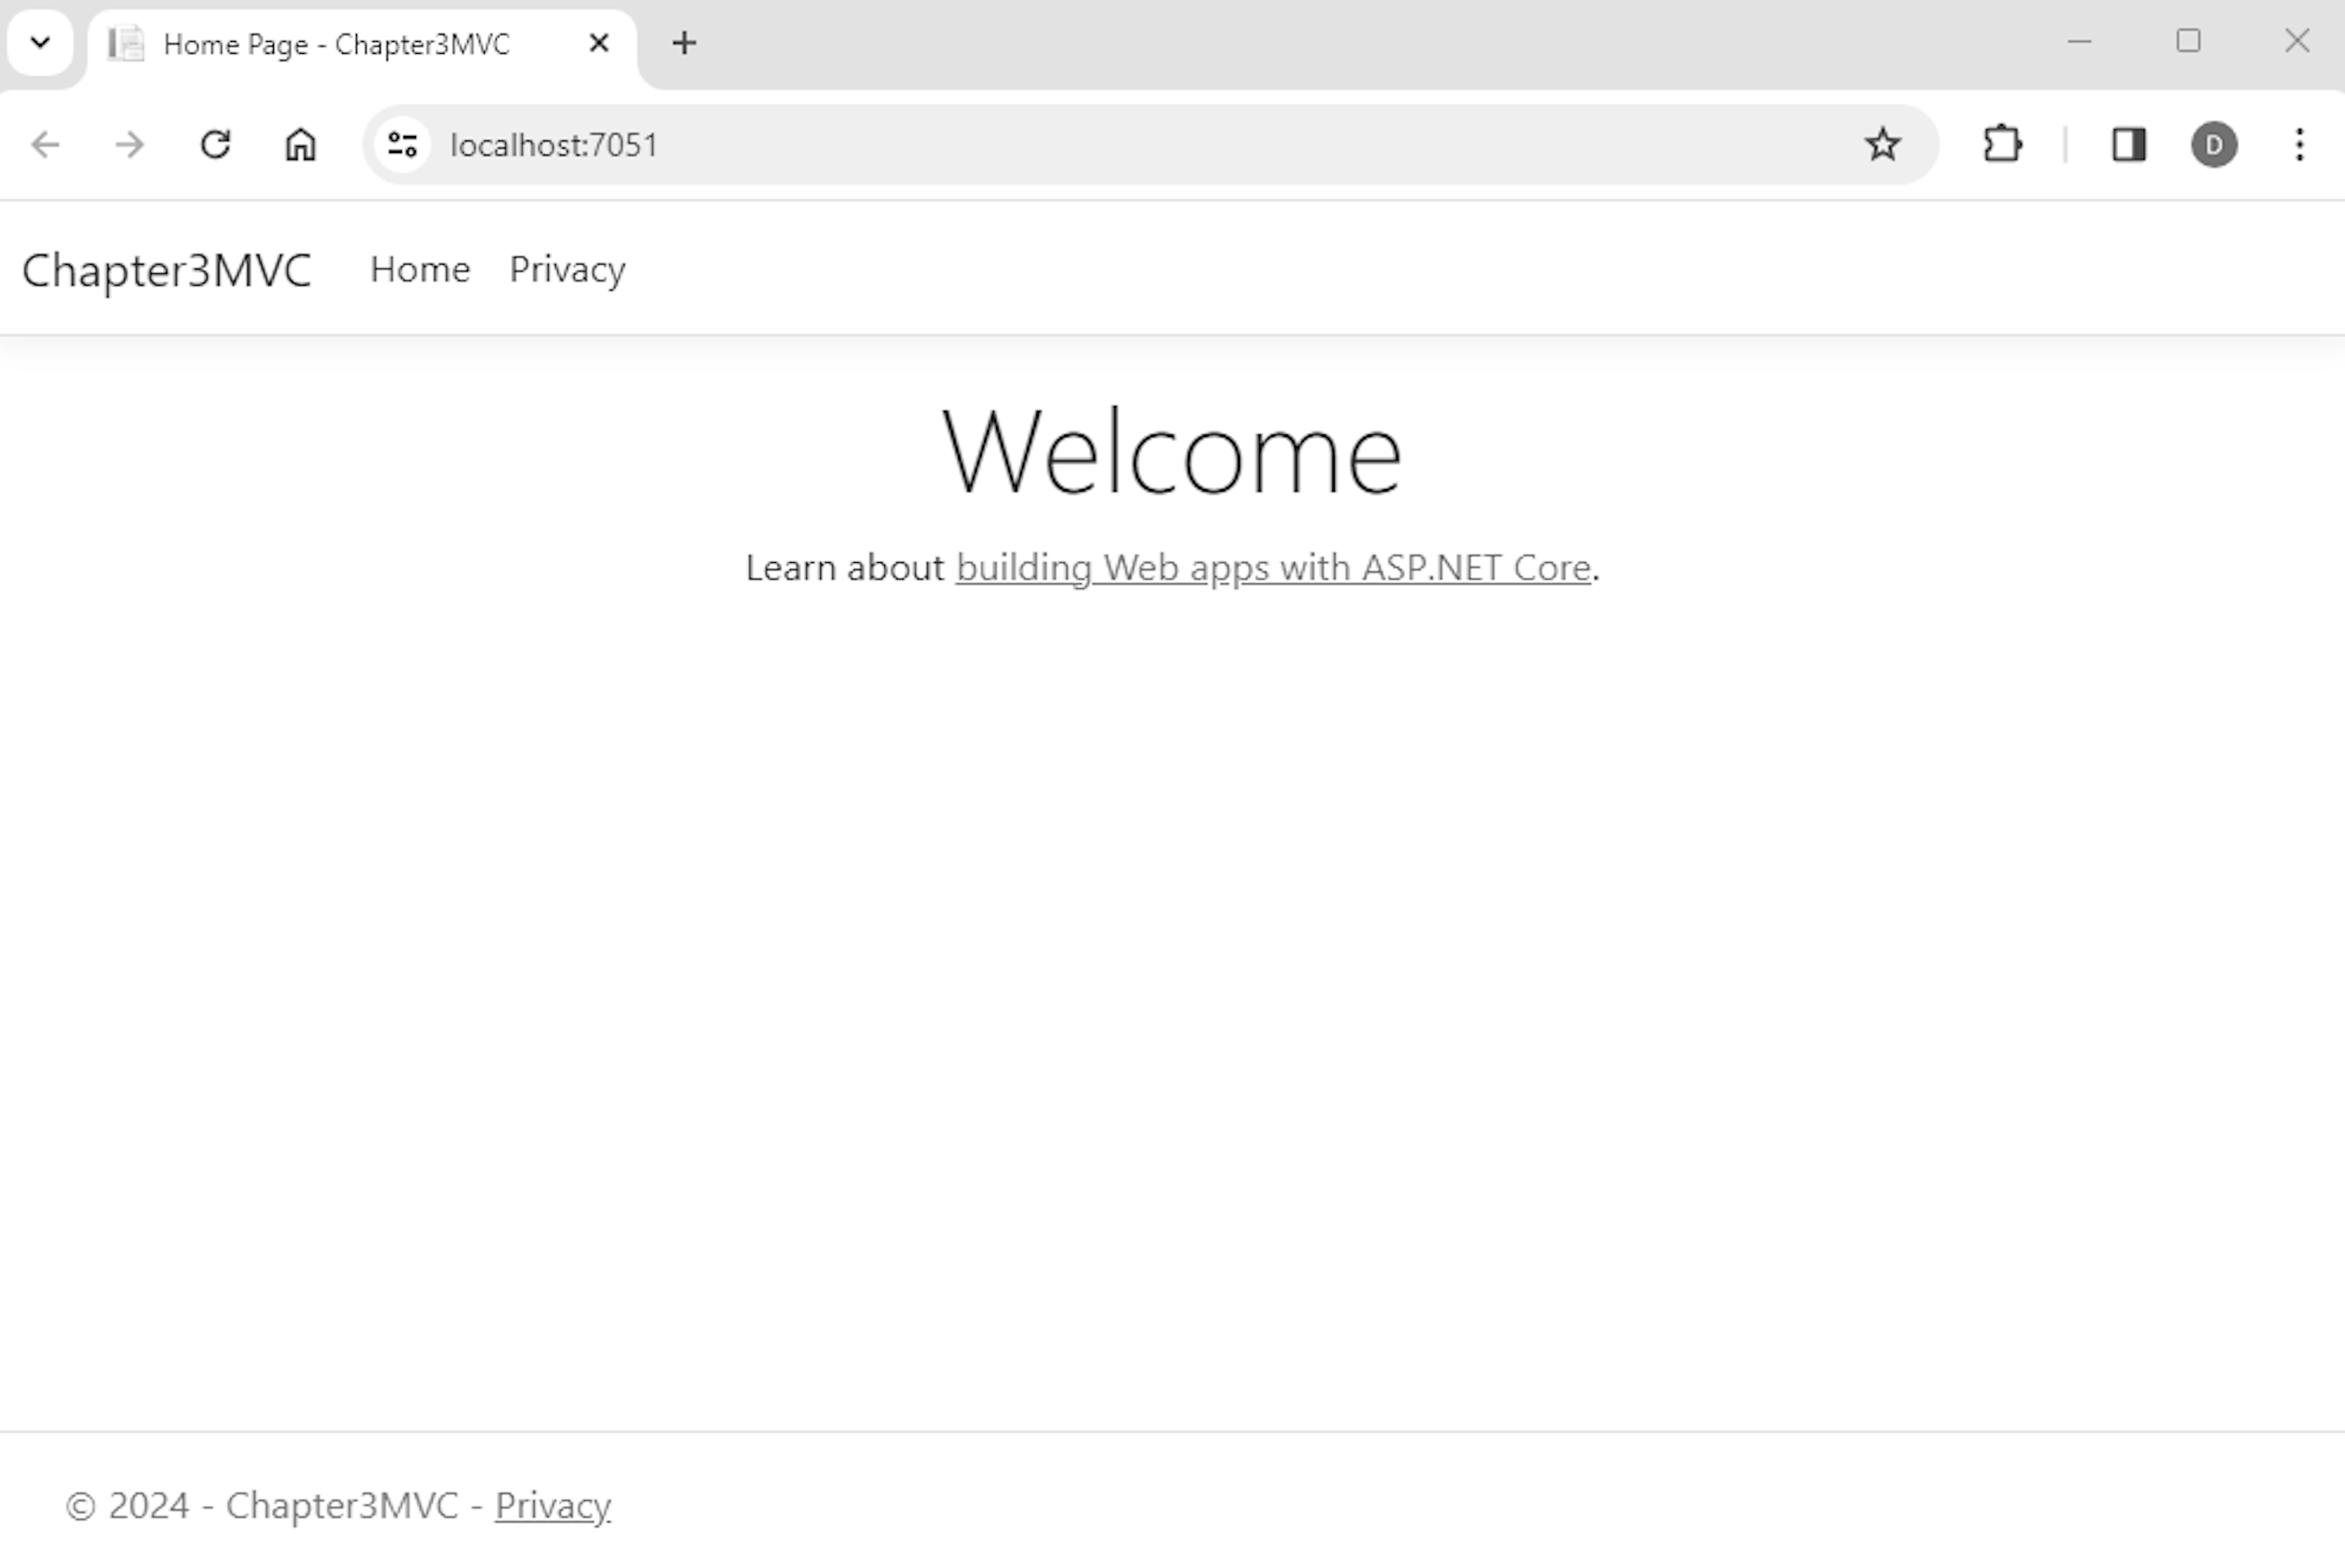 Home Page - Chapter3MVC
localhost:7051
D
Chapter3MVC Home Privacy
Welcome
Learn about building Web apps with ASP.NET Core.
© 2024 - Chapter3MVC - Privacy